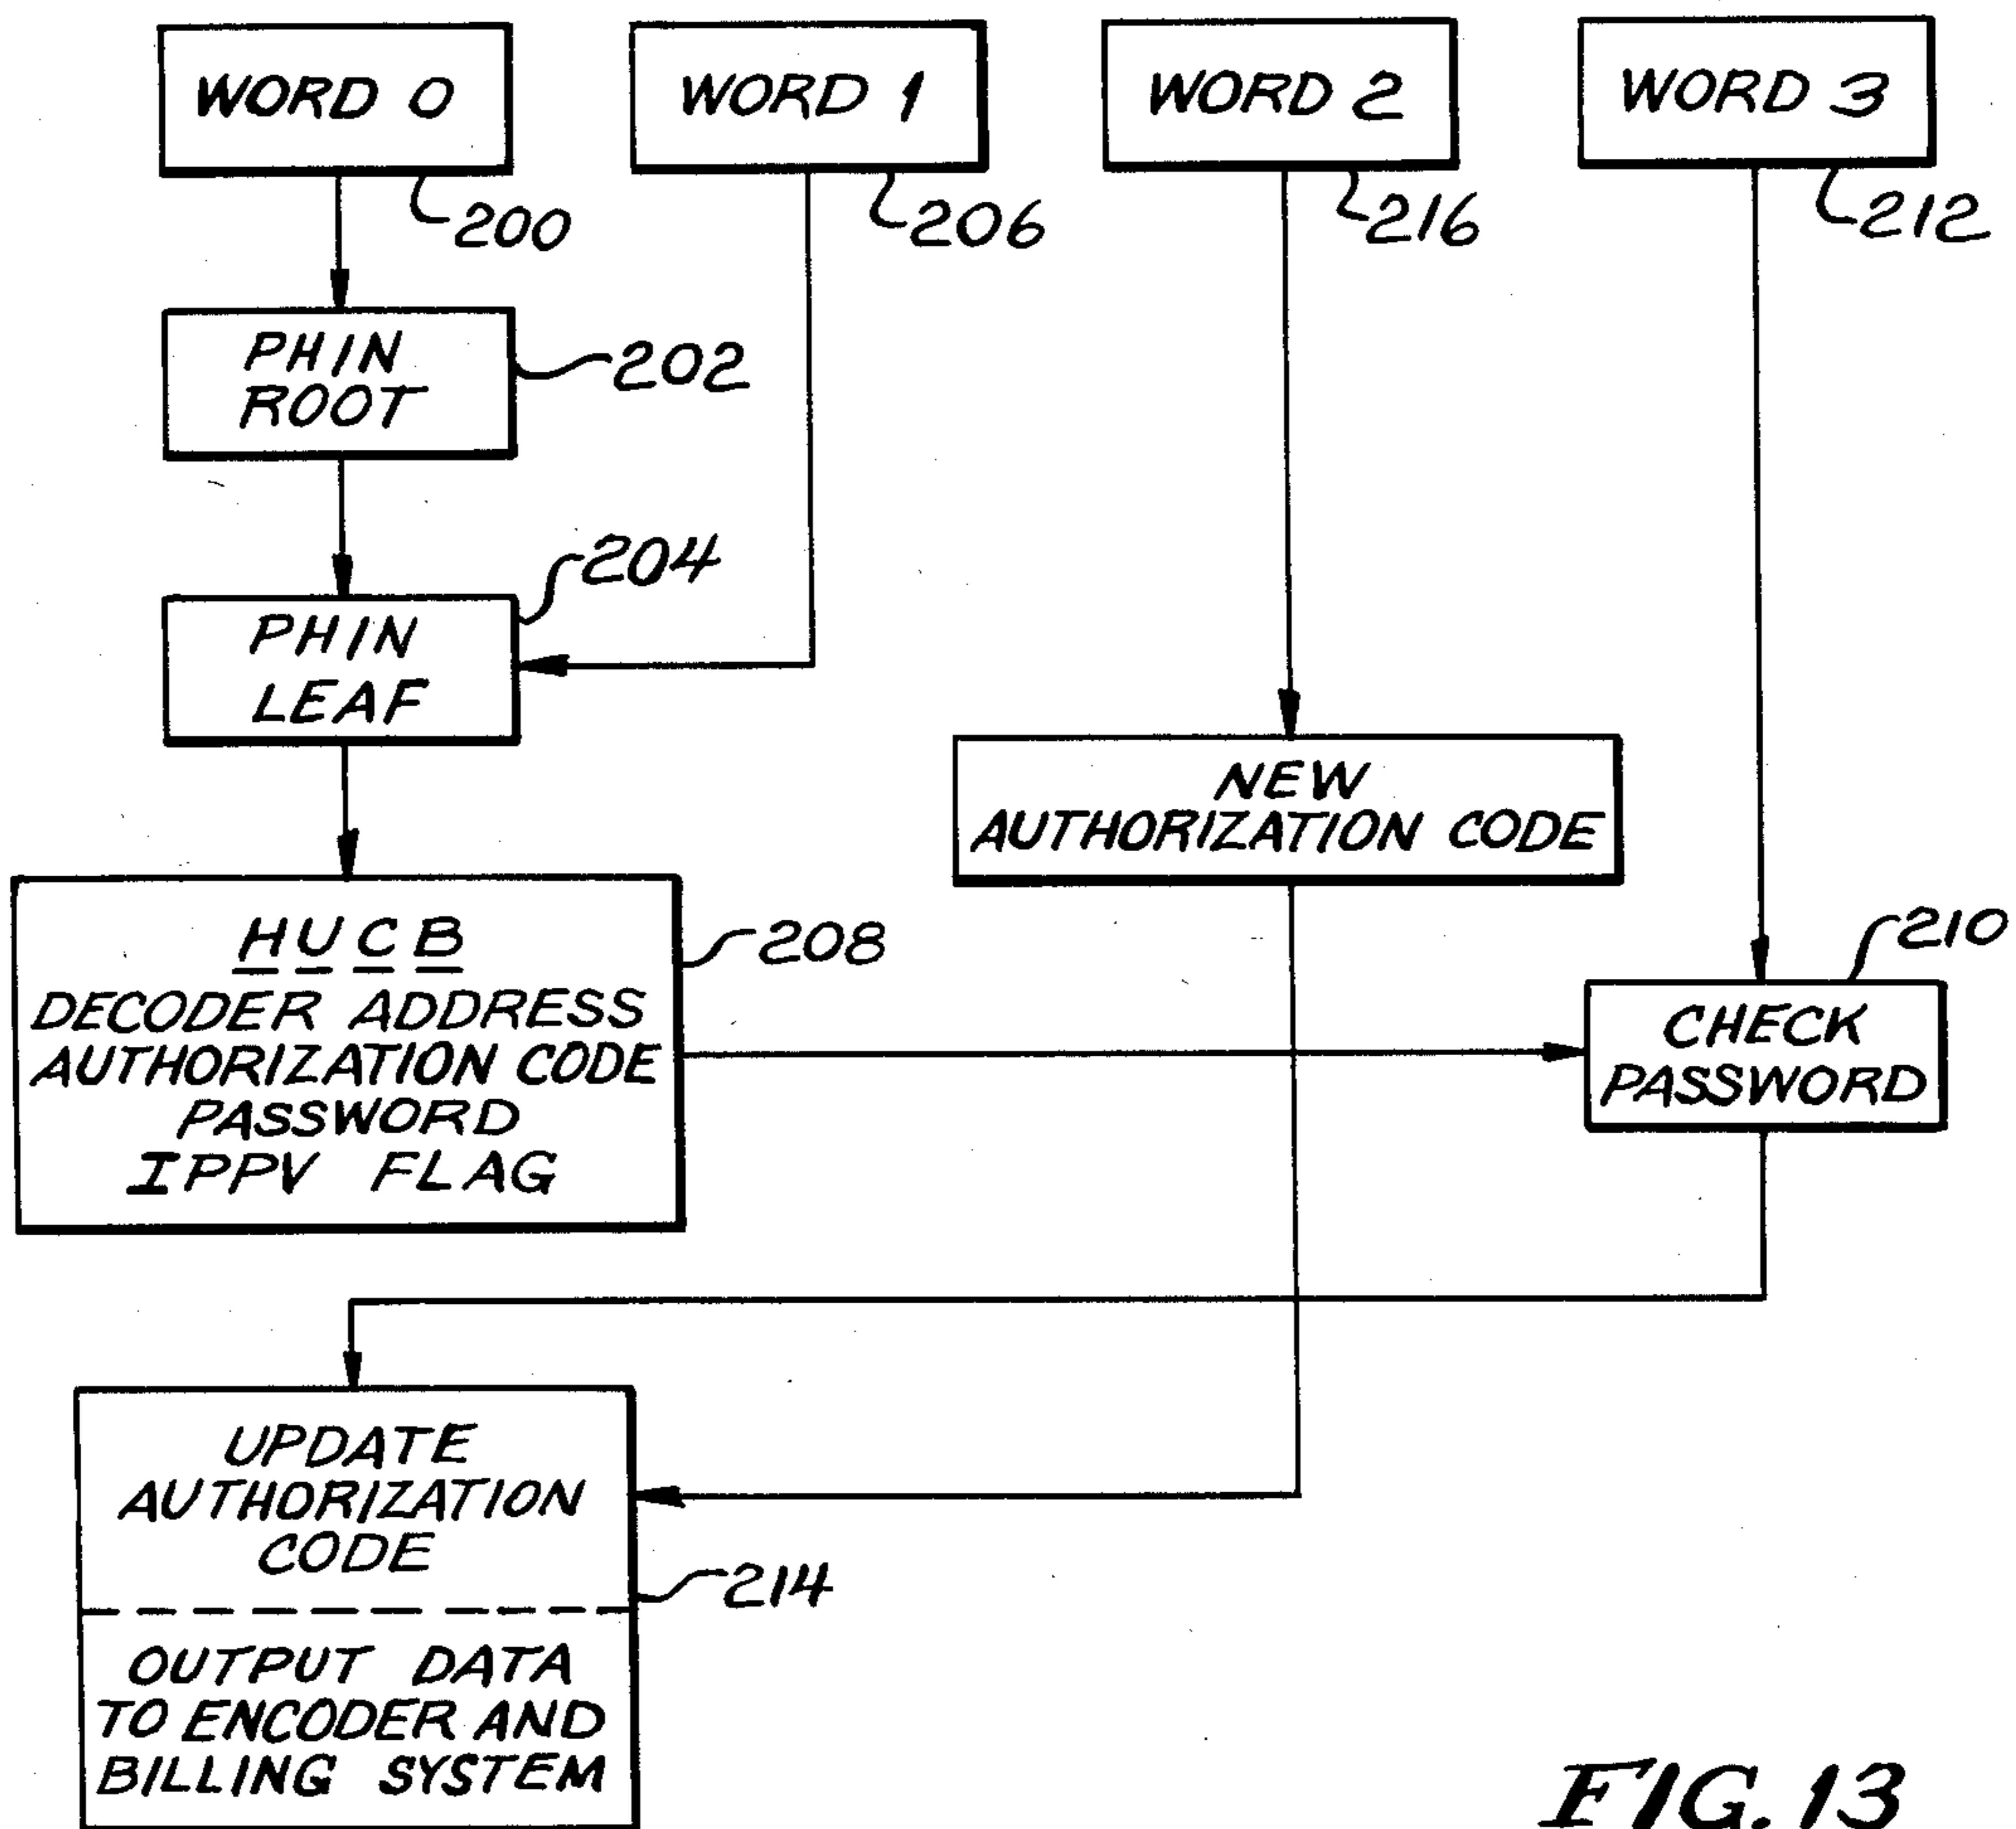 WORD 0
WORD 1
WORD 2
WORD 3
200
206
216
212
PHIN
ROOT
202
PHIN
LEAF
204
NEW
AUTHORIZATION CODE
HUCB
DECODER ADDRESS
AUTHORIZATION CODE
PASSWORD
IPPV FLAG
208
CHECK
PASSWORD
210
UPDATE
AUTHORIZATION
CODE
214
OUTPUT DATA
TO ENCODER AND
BILLING SYSTEM
FIG. 13